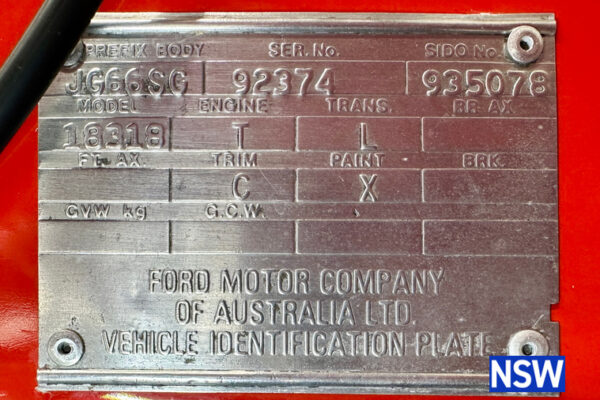 PREFIX BODY SER. No. SIDO No.
JG66SG 92374 935078
MODEL ENGINE TRANS. RR. AX.
18318 T L
FT. AX. TRIM PAINT BRK.
C X
GVW kg G.C.W.
FORD MOTOR COMPANY
OF AUSTRALIA LTD.
VEHICLE IDENTIFICATION PLATE
NSW